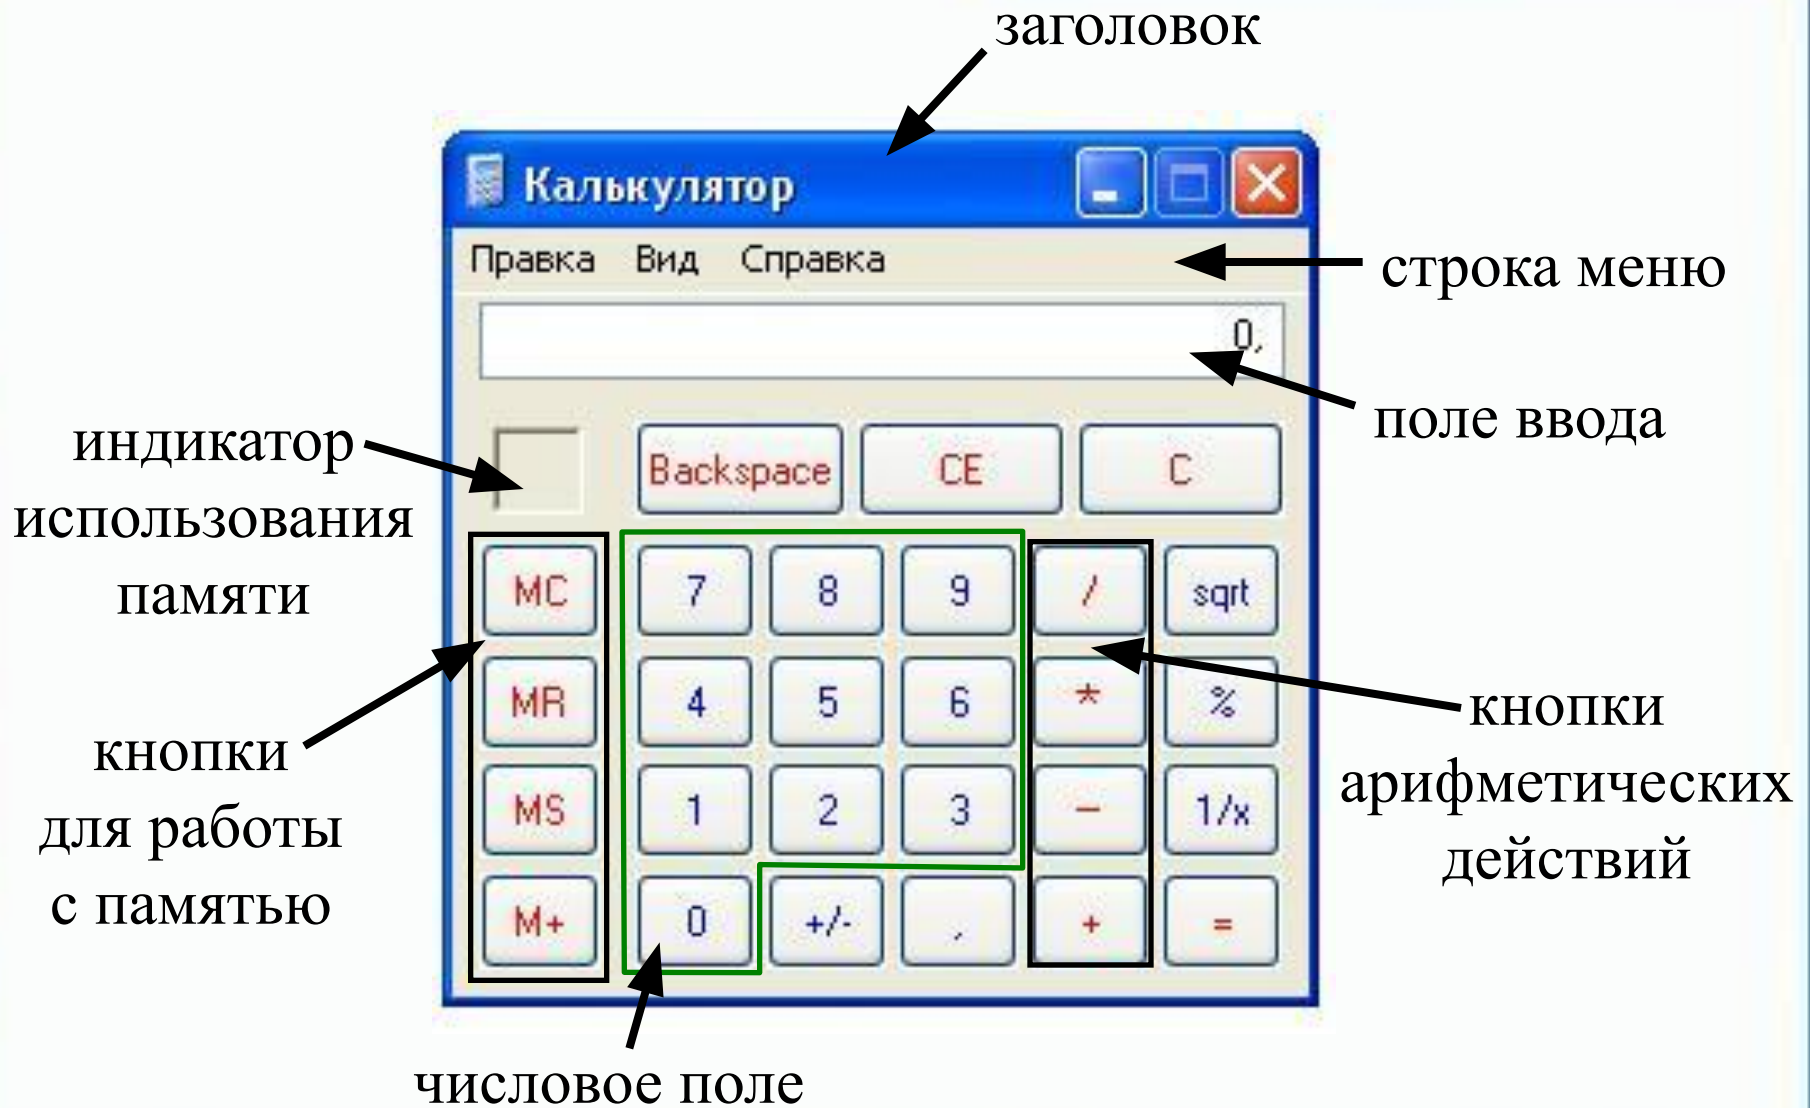 заголовок
Калькулятор
Правка Вид Справка
строка меню
0,
поле ввода
индикатор
использования
памяти
Backspace CE C
MC 7 8 9 / sqrt
MR 4 5 6 * %
MS 1 2 3 - 1/x
M+ 0 +/- , + =
кнопки
для работы
с памятью
кнопки
арифметических
действий
числовое поле